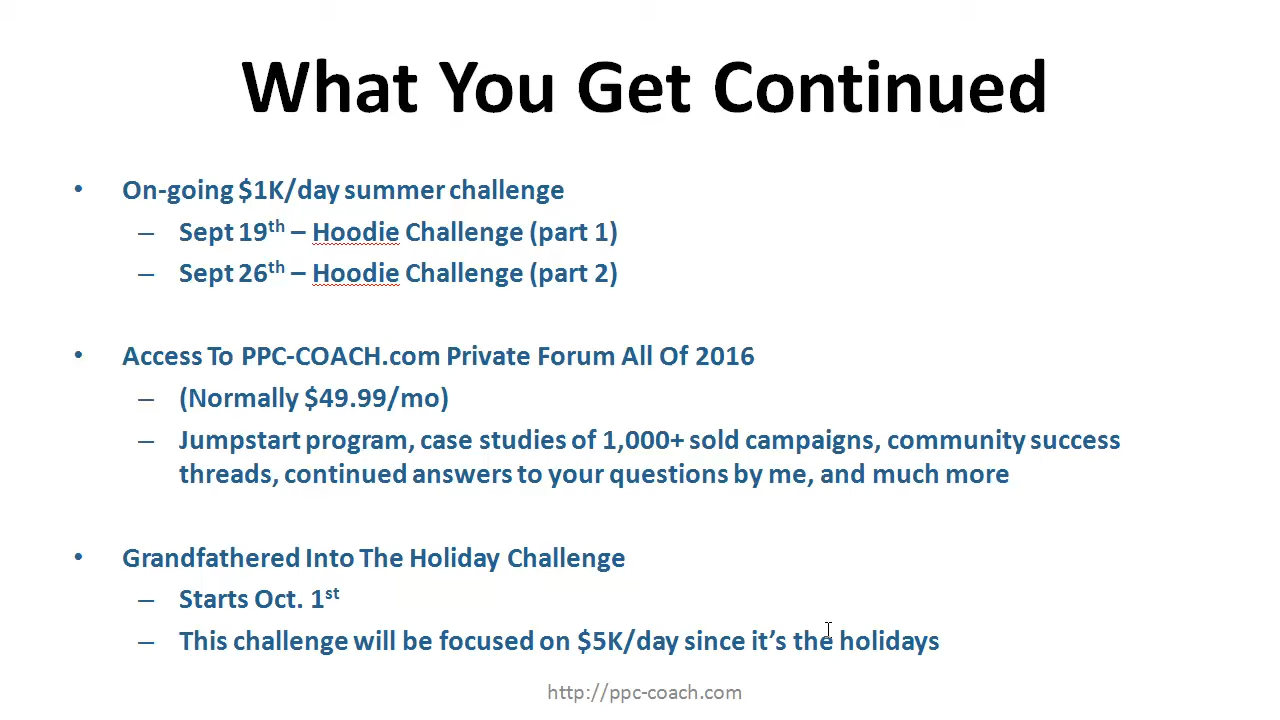 What You Get Continued
• On-going $1K/day summer challenge
– Sept 19th – Hoodie Challenge (part 1)
– Sept 26th – Hoodie Challenge (part 2)
• Access To PPC-COACH.com Private Forum All Of 2016
– (Normally $49.99/mo)
– Jumpstart program, case studies of 1,000+ sold campaigns, community success
threads, continued answers to your questions by me, and much more
• Grandfathered Into The Holiday Challenge
– Starts Oct. 1st
– This challenge will be focused on $5K/day since it’s the holidays
http://ppc-coach.com